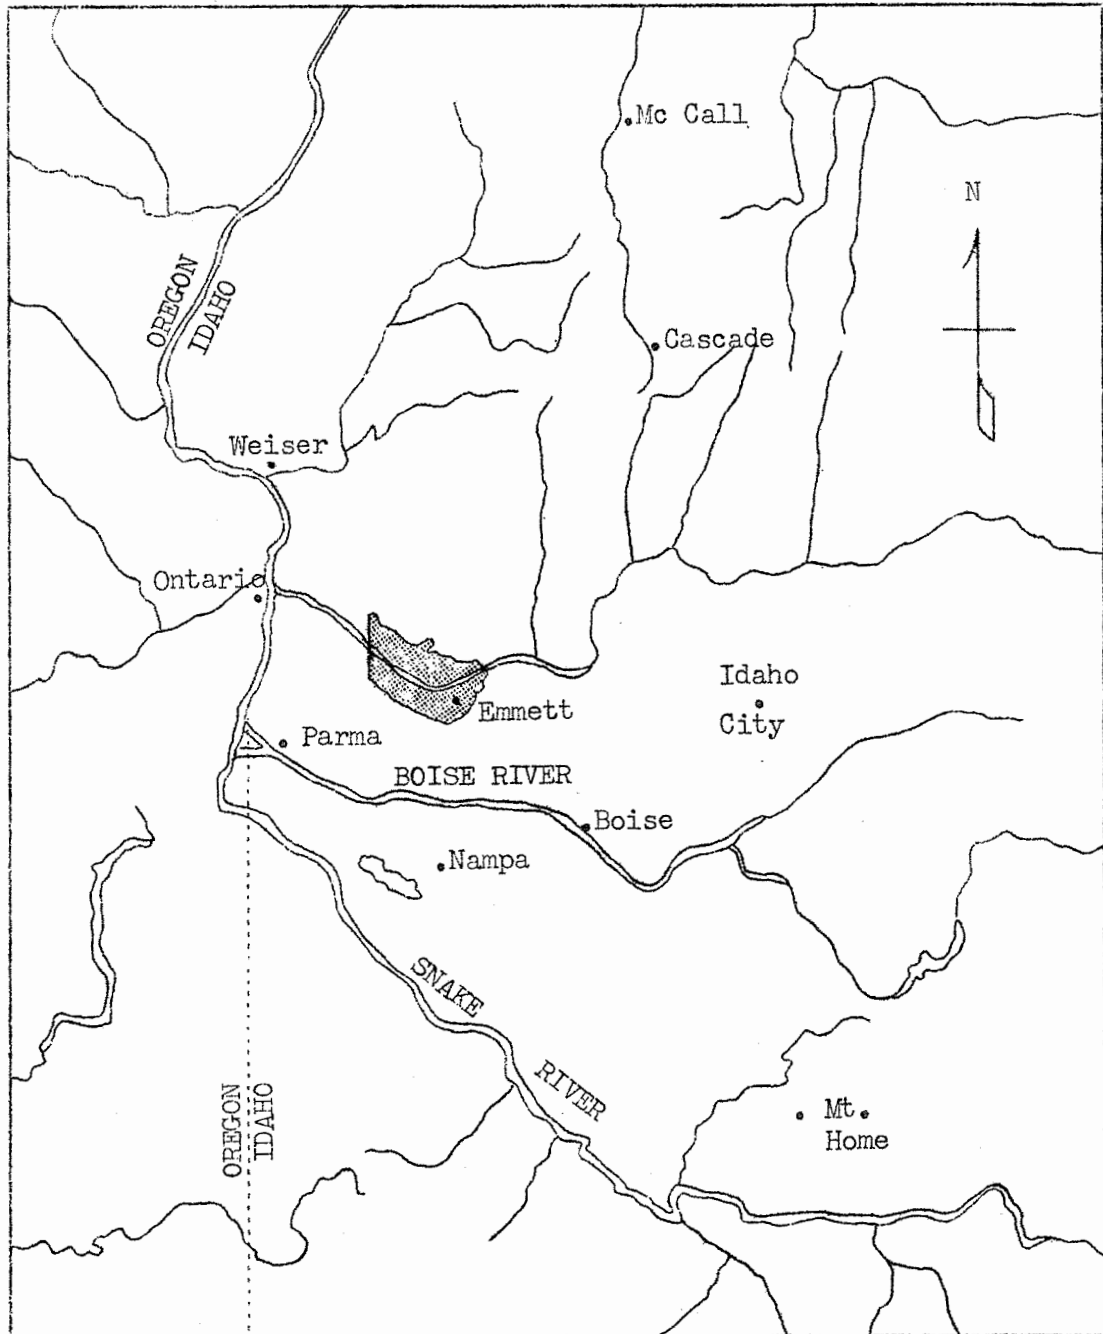 Mc Call
N
OREGON
IDAHO
Cascade
Weiser
Ontario
Idaho
City
Emmett
Parma
BOISE RIVER
Boise
Nampa
SNAKE
RIVER
OREGON
IDAHO
Mt.
Home